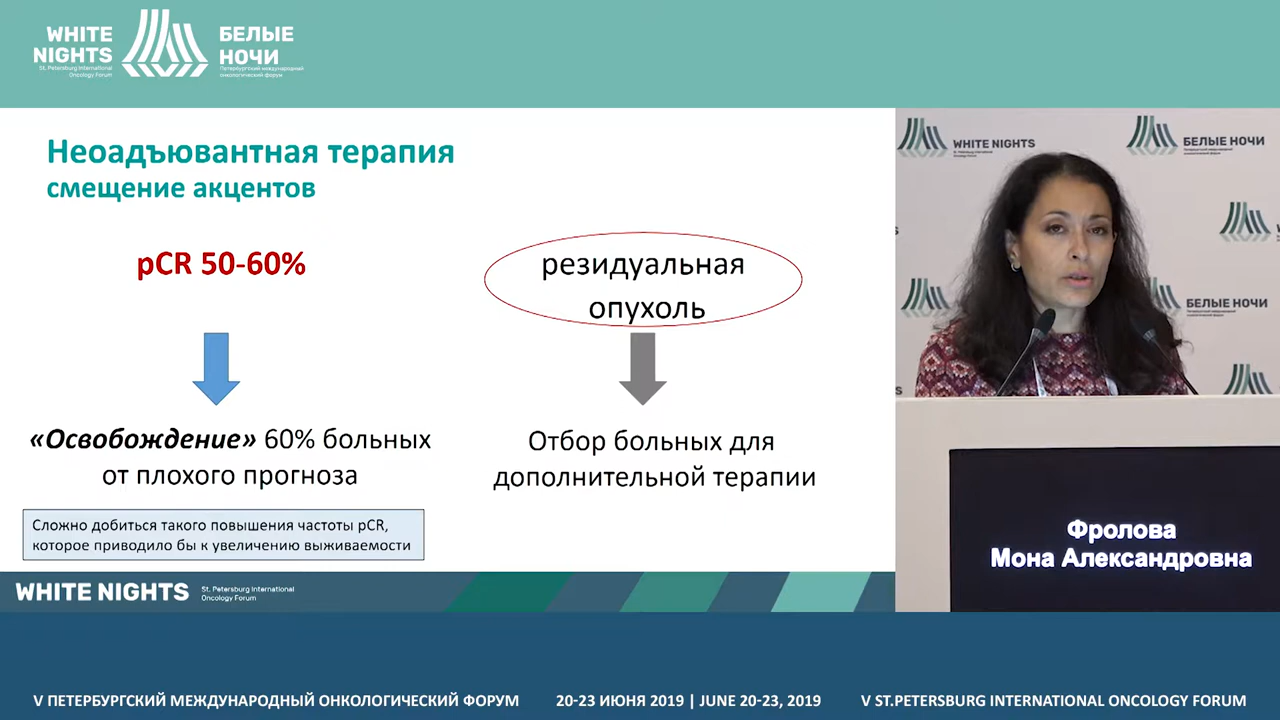 WHITE
NIGHTS
St. Petersburg International
Oncology Forum
БЕЛЫЕ
НОЧИ
Петербургский международный
онкологический форум
Неоадъювантная терапия
смещение акцентов
pCR 50-60%
резидуальная
опухоль
«Освобождение» 60% больных
от плохого прогноза
Отбор больных для
дополнительной терапии
Сложно добиться такого повышения частоты pCR,
которое приводило бы к увеличению выживаемости
WHITE NIGHTS
St. Petersburg International
Oncology Forum
WHITE NIGHTS
БЕЛЫЕ НОЧИ
БЕЛЫЕ НОЧИ
Фролова
Мона Александровна
V ПЕТЕРБУРГСКИЙ МЕЖДУНАРОДНЫЙ ОНКОЛОГИЧЕСКИЙ ФОРУМ
20-23 ИЮНЯ 2019 | JUNE 20-23, 2019
V ST.PETERSBURG INTERNATIONAL ONCOLOGY FORUM